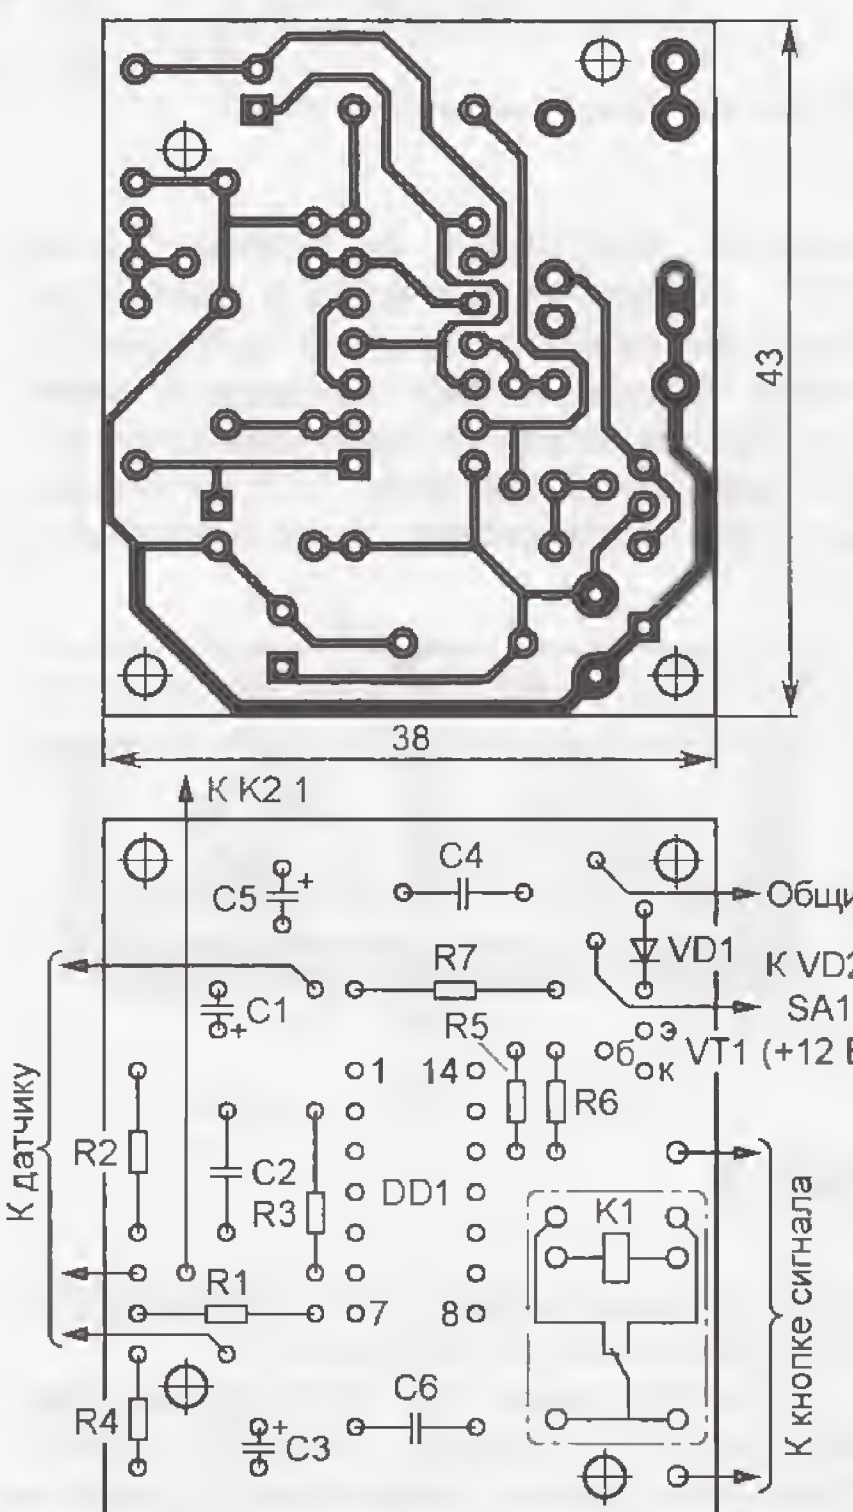 43
38
К К2 1
C4
C5
+
Общи
VD1
R7
К VD2
C1
+
SA1
R5
э
б
VT1 (+12 В
к
1
14
R6
К датчику
R2
C2
R3
DD1
K1
R1
7
8
К кнопке сигнала
C6
R4
+
C3